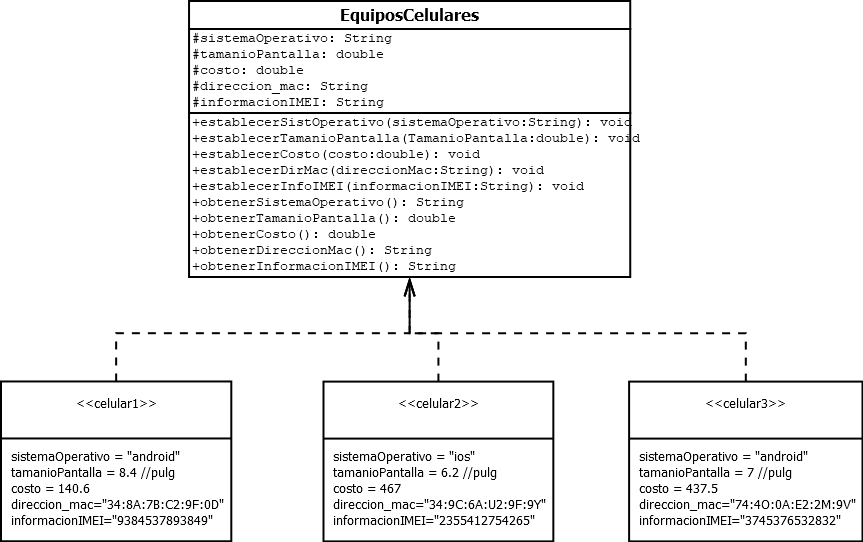 EquiposCelulares
#sistemaOperativo: String
#tamanioPantalla: double
#costo: double
#direccion_mac: String
#informacionIMEI: String
+establecerSistOperativo(sistemaOperativo:String): void
+establecerTamanioPantalla(TamanioPantalla:double): void
+establecerCosto(costo:double): void
+establecerDirMac(direccionMac:String): void
+establecerInfoIMEI(informacionIMEI:String): void
+obtenerSistemaOperativo(): String
+obtenerTamanioPantalla(): double
+obtenerCosto(): double
+obtenerDireccionMac(): String
+obtenerInformacionIMEI(): String
<<celular1>>
sistemaOperativo = "android"
tamanioPantalla = 8.4 //pulg
costo = 140.6
direccion_mac="34:8A:7B:C2:9F:0D"
informacionIMEI="9384537893849"
<<celular2>>
sistemaOperativo = "ios"
tamanioPantalla = 6.2 //pulg
costo = 467
direccion_mac="34:9C:6A:U2:9F:9Y"
informacionIMEI="2355412754265"
<<celular3>>
sistemaOperativo = "android"
tamanioPantalla = 7 //pulg
costo = 437.5
direccion_mac="74:4O:0A:E2:2M:9V"
informacionIMEI="3745376532832"